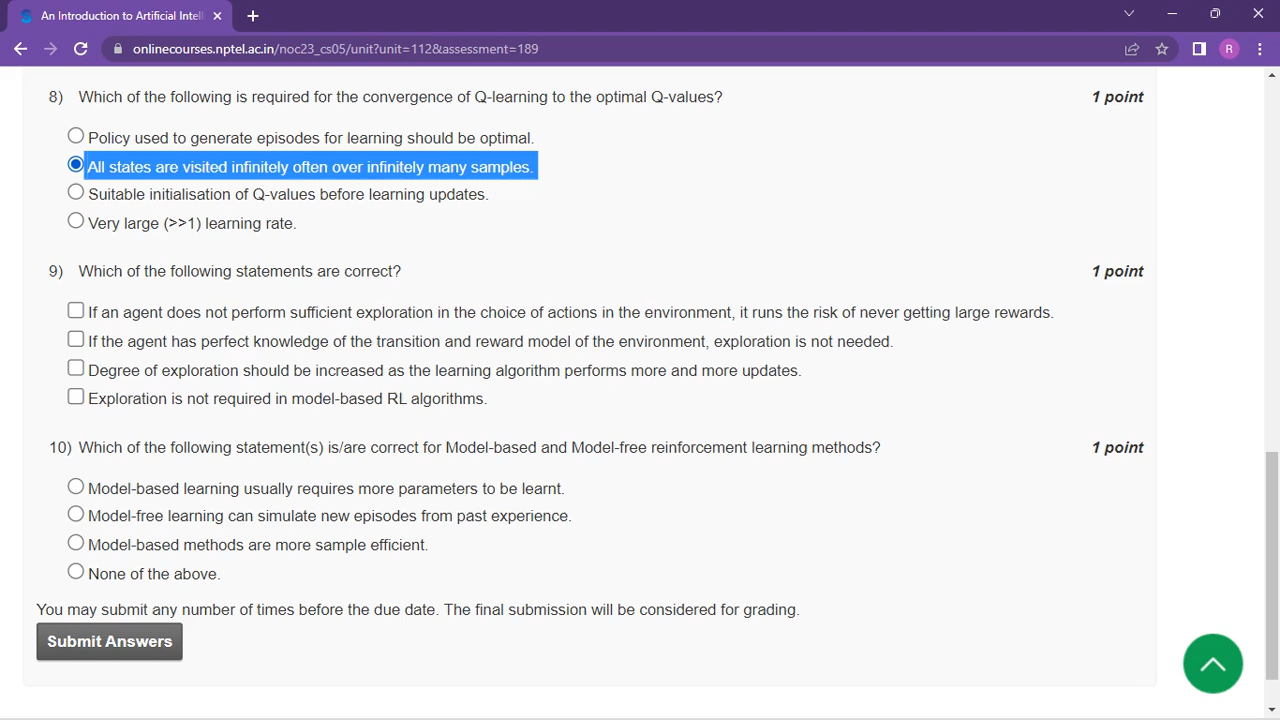 An Introduction to Artificial Intell
onlinecourses.nptel.ac.in/noc23_cs05/unit?unit=112&assessment=189
R
8) Which of the following is required for the convergence of Q-learning to the optimal Q-values? 1 point
Policy used to generate episodes for learning should be optimal.
All states are visited infinitely often over infinitely many samples.
Suitable initialisation of Q-values before learning updates.
Very large (>>1) learning rate.
9) Which of the following statements are correct? 1 point
If an agent does not perform sufficient exploration in the choice of actions in the environment, it runs the risk of never getting large rewards.
If the agent has perfect knowledge of the transition and reward model of the environment, exploration is not needed.
Degree of exploration should be increased as the learning algorithm performs more and more updates.
Exploration is not required in model-based RL algorithms.
10) Which of the following statement(s) is/are correct for Model-based and Model-free reinforcement learning methods? 1 point
Model-based learning usually requires more parameters to be learnt.
Model-free learning can simulate new episodes from past experience.
Model-based methods are more sample efficient.
None of the above.
You may submit any number of times before the due date. The final submission will be considered for grading.
Submit Answers